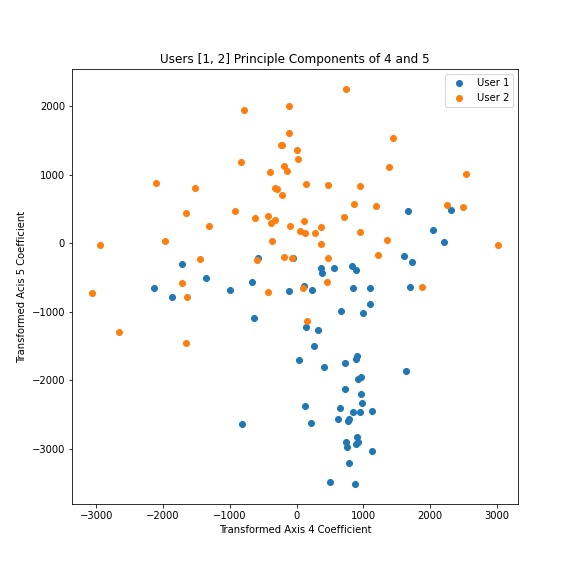 Users [1, 2] Principle Components of 4 and 5
User 1
User 2
Transformed Acis 5 Coefficient
2000
1000
0
−1000
−2000
−3000
−3000
−2000
−1000
0
1000
2000
3000
Transformed Axis 4 Coefficient